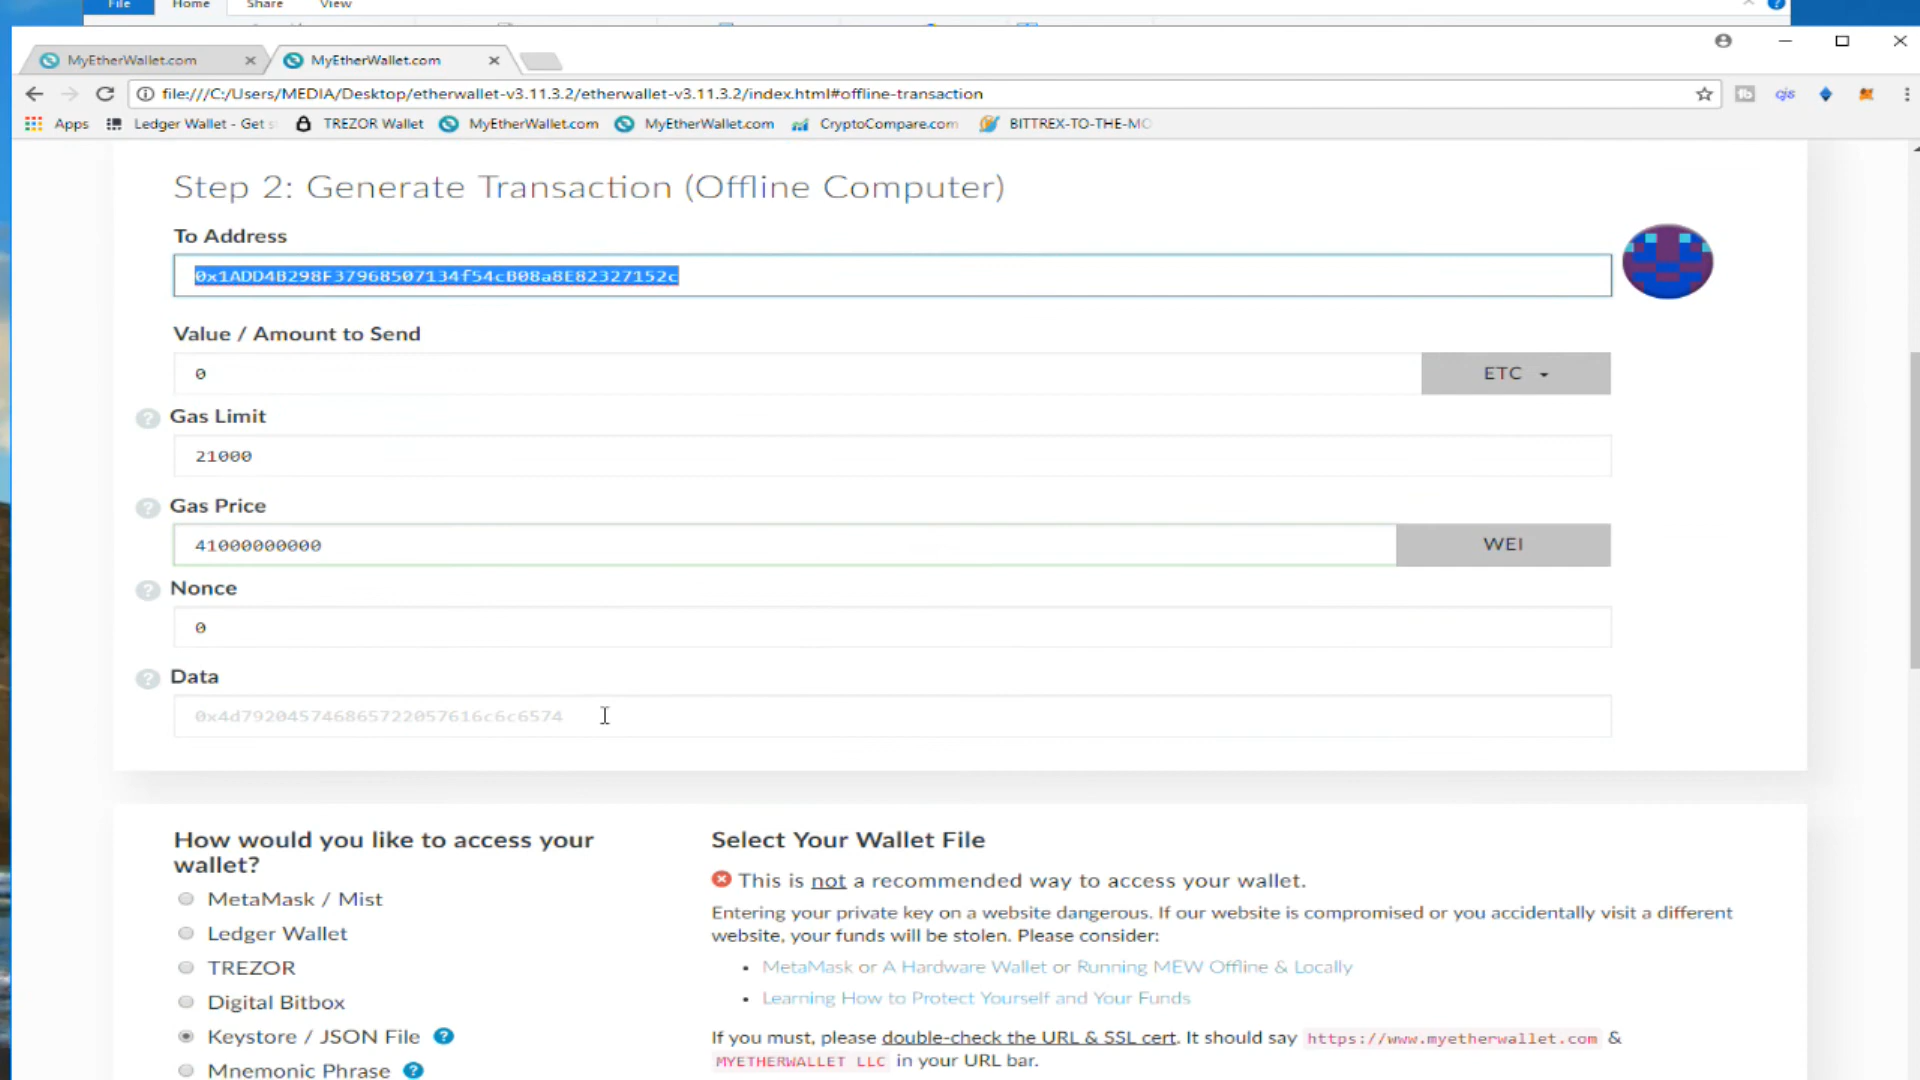 File Home Share View
MyEtherWallet.com MyEtherWallet.com
file:///C:/Users/MEDIA/Desktop/etherwallet-v3.11.3.2/etherwallet-v3.11.3.2/index.html#offline-transaction
Apps Ledger Wallet - Get s TREZOR Wallet MyEtherWallet.com MyEtherWallet.com CryptoCompare.com BITTREX-TO-THE-MO
Step 2: Generate Transaction (Offline Computer)
To Address
0x1ADD4B298F37968507134f54cB08a8E82327152c
Value / Amount to Send
0 ETC
? Gas Limit
21000
? Gas Price
41000000000 WEI
? Nonce
0
? Data
0x4d792045746865722057616c6c6574
How would you like to access your
wallet?
MetaMask / Mist
Ledger Wallet
TREZOR
Digital Bitbox
Keystore / JSON File ?
Mnemonic Phrase ?
Select Your Wallet File
This is not a recommended way to access your wallet.
Entering your private key on a website dangerous. If our website is compromised or you accidentally visit a different
website, your funds will be stolen. Please consider:
• MetaMask or A Hardware Wallet or Running MEW Offline & Locally
• Learning How to Protect Yourself and Your Funds
If you must, please double-check the URL & SSL cert. It should say https://www.myetherwallet.com &
MYETHERWALLET LLC in your URL bar.